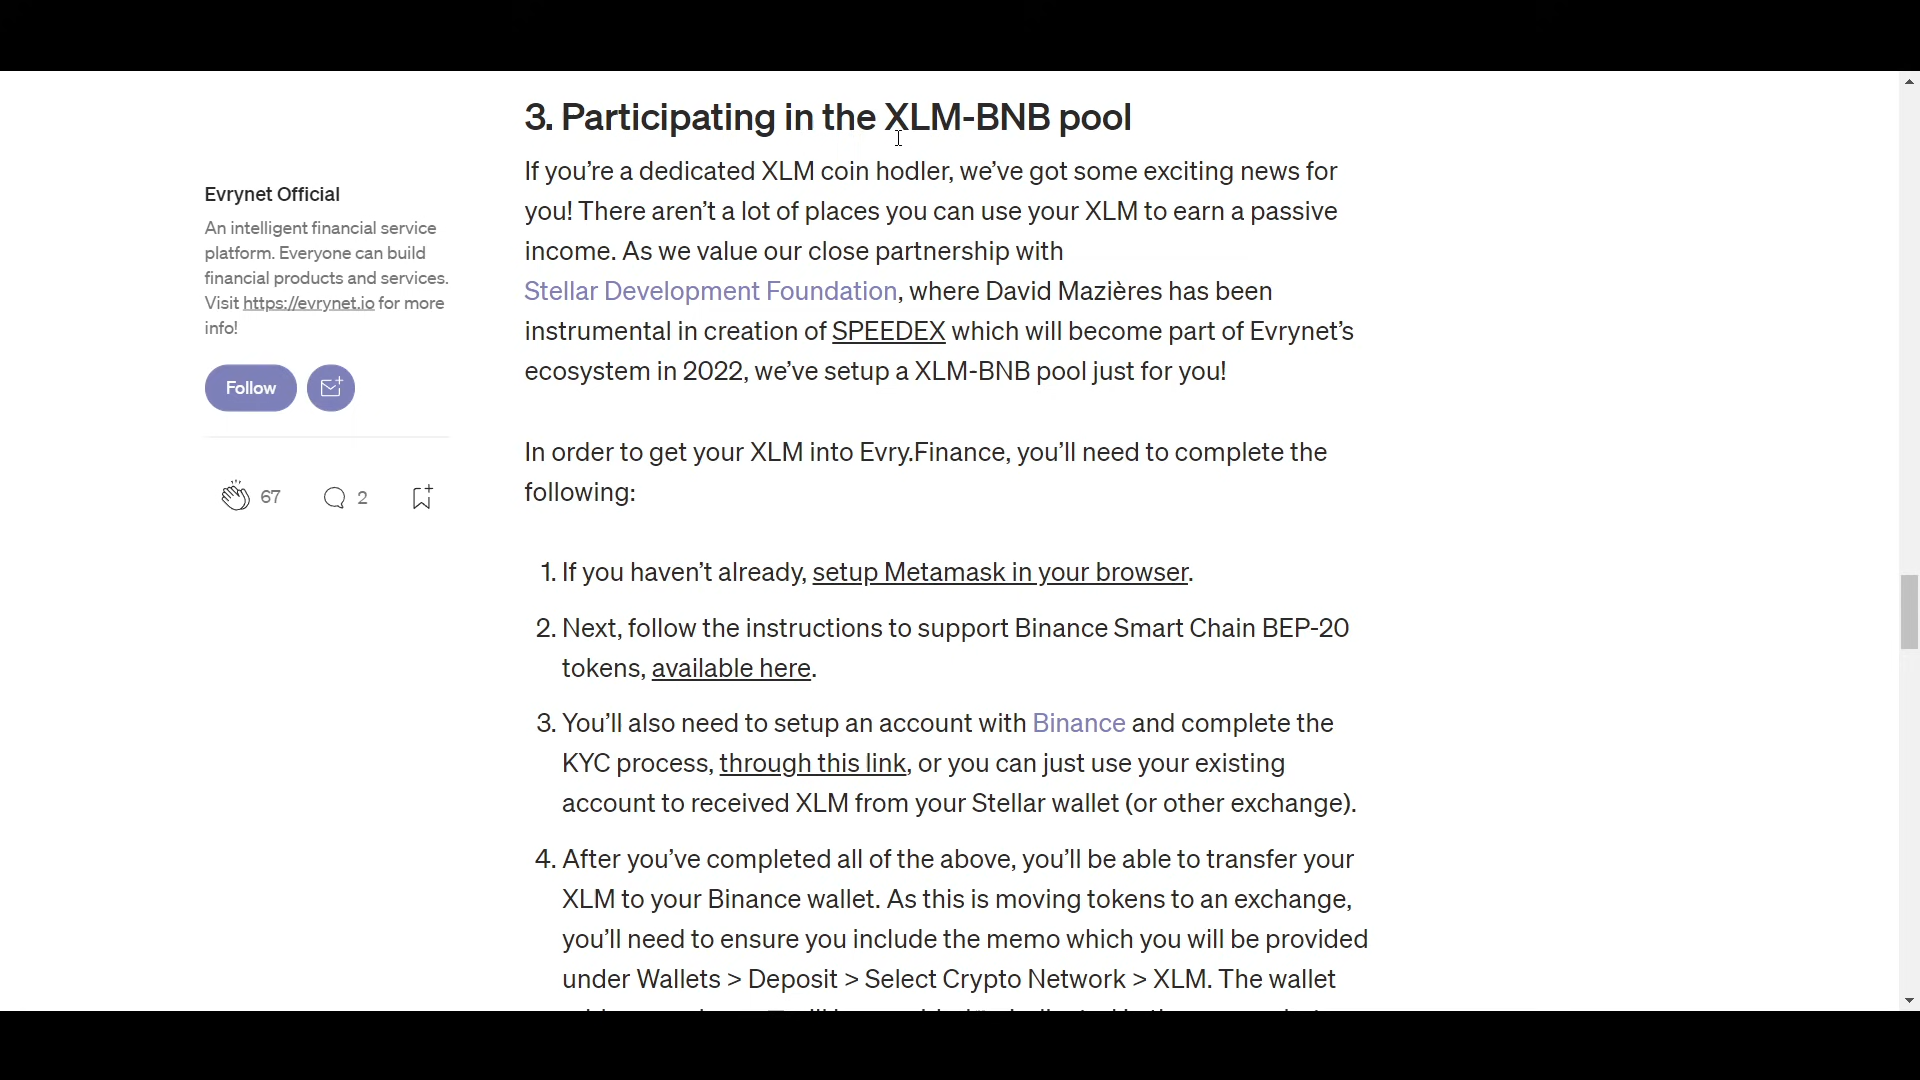 3. Participating in the XLM-BNB pool
If you’re a dedicated XLM coin hodler, we’ve got some exciting news for
you! There aren’t a lot of places you can use your XLM to earn a passive
income. As we value our close partnership with
Stellar Development Foundation, where David Mazières has been
instrumental in creation of SPEEDEX which will become part of Evrynet’s
ecosystem in 2022, we’ve setup a XLM-BNB pool just for you!
In order to get your XLM into Evry.Finance, you’ll need to complete the
following:
1. If you haven’t already, setup Metamask in your browser.
2. Next, follow the instructions to support Binance Smart Chain BEP-20
tokens, available here.
3. You’ll also need to setup an account with Binance and complete the
KYC process, through this link, or you can just use your existing
account to received XLM from your Stellar wallet (or other exchange).
4. After you’ve completed all of the above, you’ll be able to transfer your
XLM to your Binance wallet. As this is moving tokens to an exchange,
you’ll need to ensure you include the memo which you will be provided
under Wallets > Deposit > Select Crypto Network > XLM. The wallet
Evrynet Official
An intelligent financial service
platform. Everyone can build
financial products and services.
Visit https://evrynet.io for more
info!
Follow
67
2